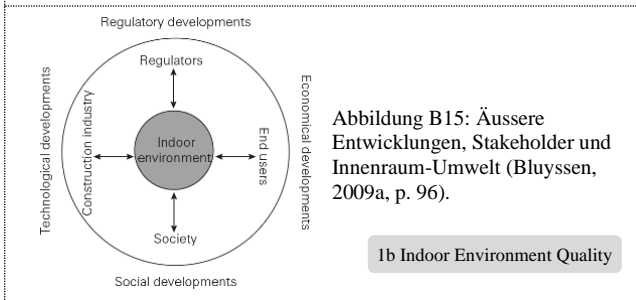 Regulatory developments
Regulators
Technological developments
Construction industry
Indoor
environment
End users
Economical developments
Society
Social developments
Abbildung B15: Äussere
Entwicklungen, Stakeholder und
Innenraum-Umwelt (Bluyssen,
2009a, p. 96).
1b Indoor Environment Quality